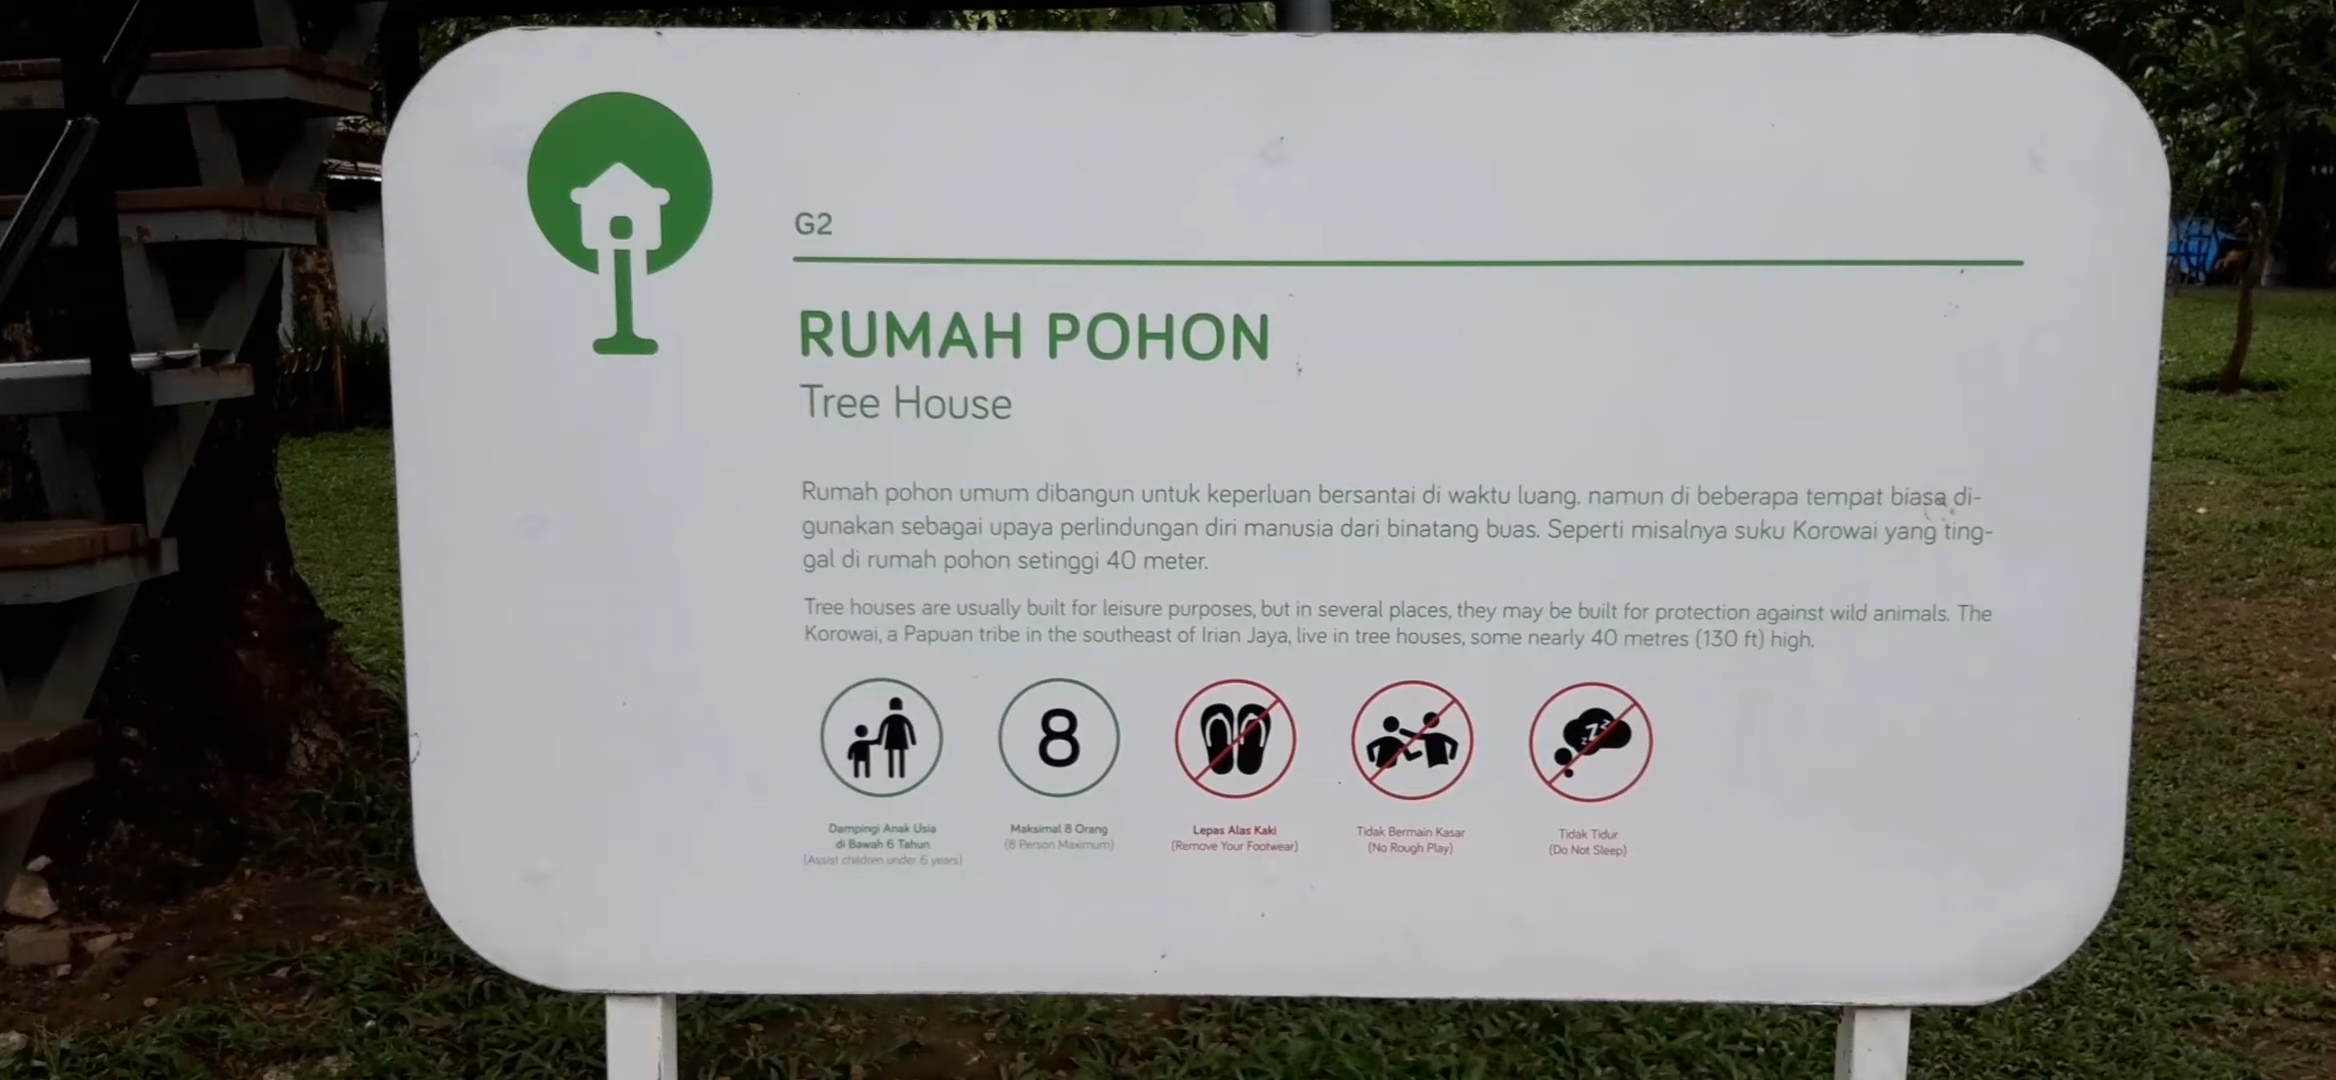 G2
RUMAH POHON
Tree House
Rumah pohon umum dibangun untuk keperluan bersantai di waktu luang. namun di beberapa tempat biasa di-
gunakan sebagai upaya perlindungan diri manusia dari binatang buas. Seperti misalnya suku Korowai yang ting-
gal di rumah pohon setinggi 40 meter.
Tree houses are usually built for leisure purposes, but in several places, they may be built for protection against wild animals. The
Korowai, a Papuan tribe in the southeast of Irian Jaya, live in tree houses, some nearly 40 metres (130 ft) high.
8
zzz
Dampingi Anak Usia
di Bawah 6 Tahun
(Assist children under 6 years)
Maksimal 8 Orang
(8 Person Maximum)
Lepas Alas Kaki
(Remove Your Footwear)
Tidak Bermain Kasar
(No Rough Play)
Tidak Tidur
(Do Not Sleep)